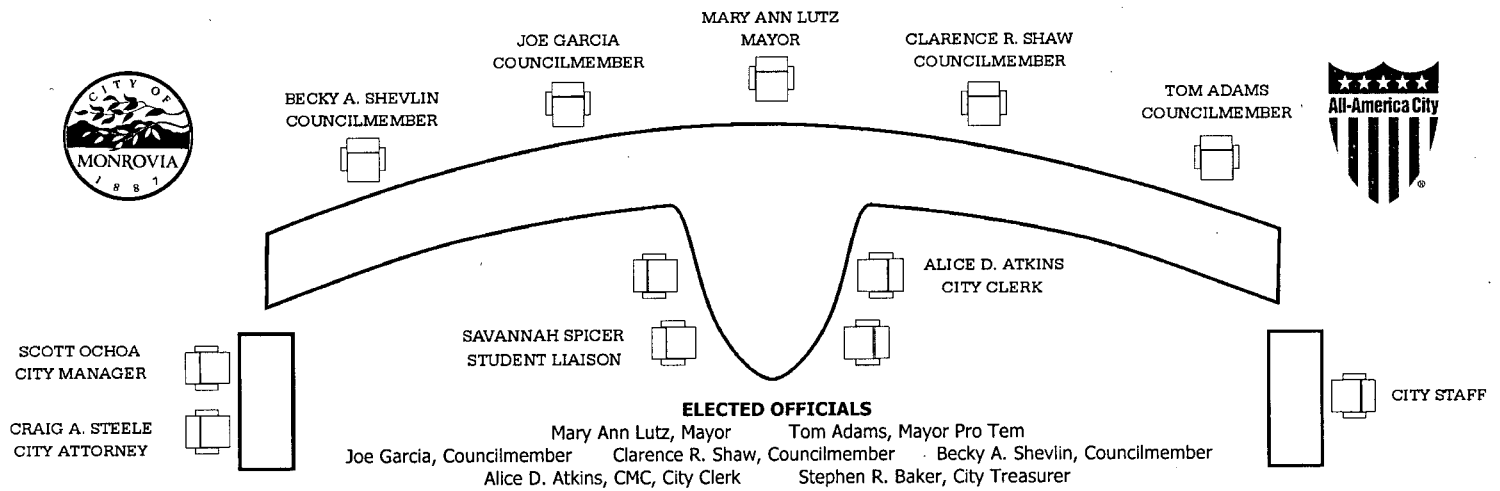 MARY ANN LUTZ
MAYOR
JOE GARCIA
COUNCILMEMBER
CLARENCE R. SHAW
COUNCILMEMBER
BECKY A. SHEVLIN
COUNCILMEMBER
TOM ADAMS
COUNCILMEMBER
CITY OF
MONROVIA
1887
All-America City
®
ALICE D. ATKINS
CITY CLERK
SAVANNAH SPICER
STUDENT LIAISON
SCOTT OCHOA
CITY MANAGER
CRAIG A. STEELE
CITY ATTORNEY
CITY STAFF
ELECTED OFFICIALS
Mary Ann Lutz, Mayor Tom Adams, Mayor Pro Tem
Joe Garcia, Councilmember Clarence R. Shaw, Councilmember Becky A. Shevlin, Councilmember
Alice D. Atkins, CMC, City Clerk Stephen R. Baker, City Treasurer